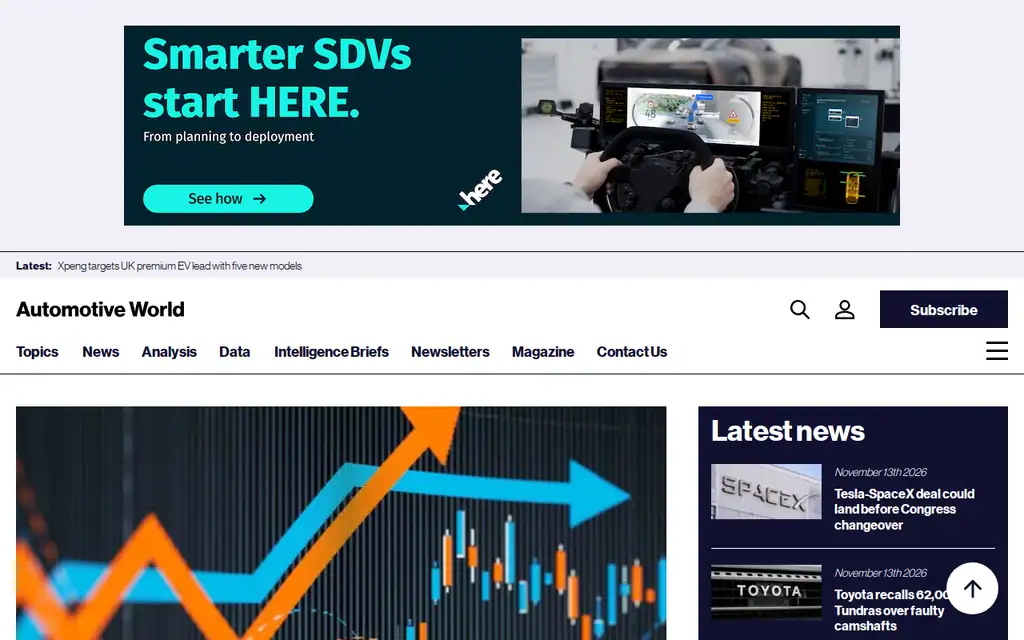 Smarter SDVs
start HERE.
From planning to deployment
See how →
here
48
Latest: Xpeng targets UK premium EV lead with five new models
Automotive World
Subscribe
Topics News Analysis Data Intelligence Briefs Newsletters Magazine Contact Us
Latest news
SPACEX
November 13th 2026
Tesla-SpaceX deal could
land before Congress
changeover
TOYOTA
November 13th 2026
Toyota recalls
Tundras over faulty
camshafts